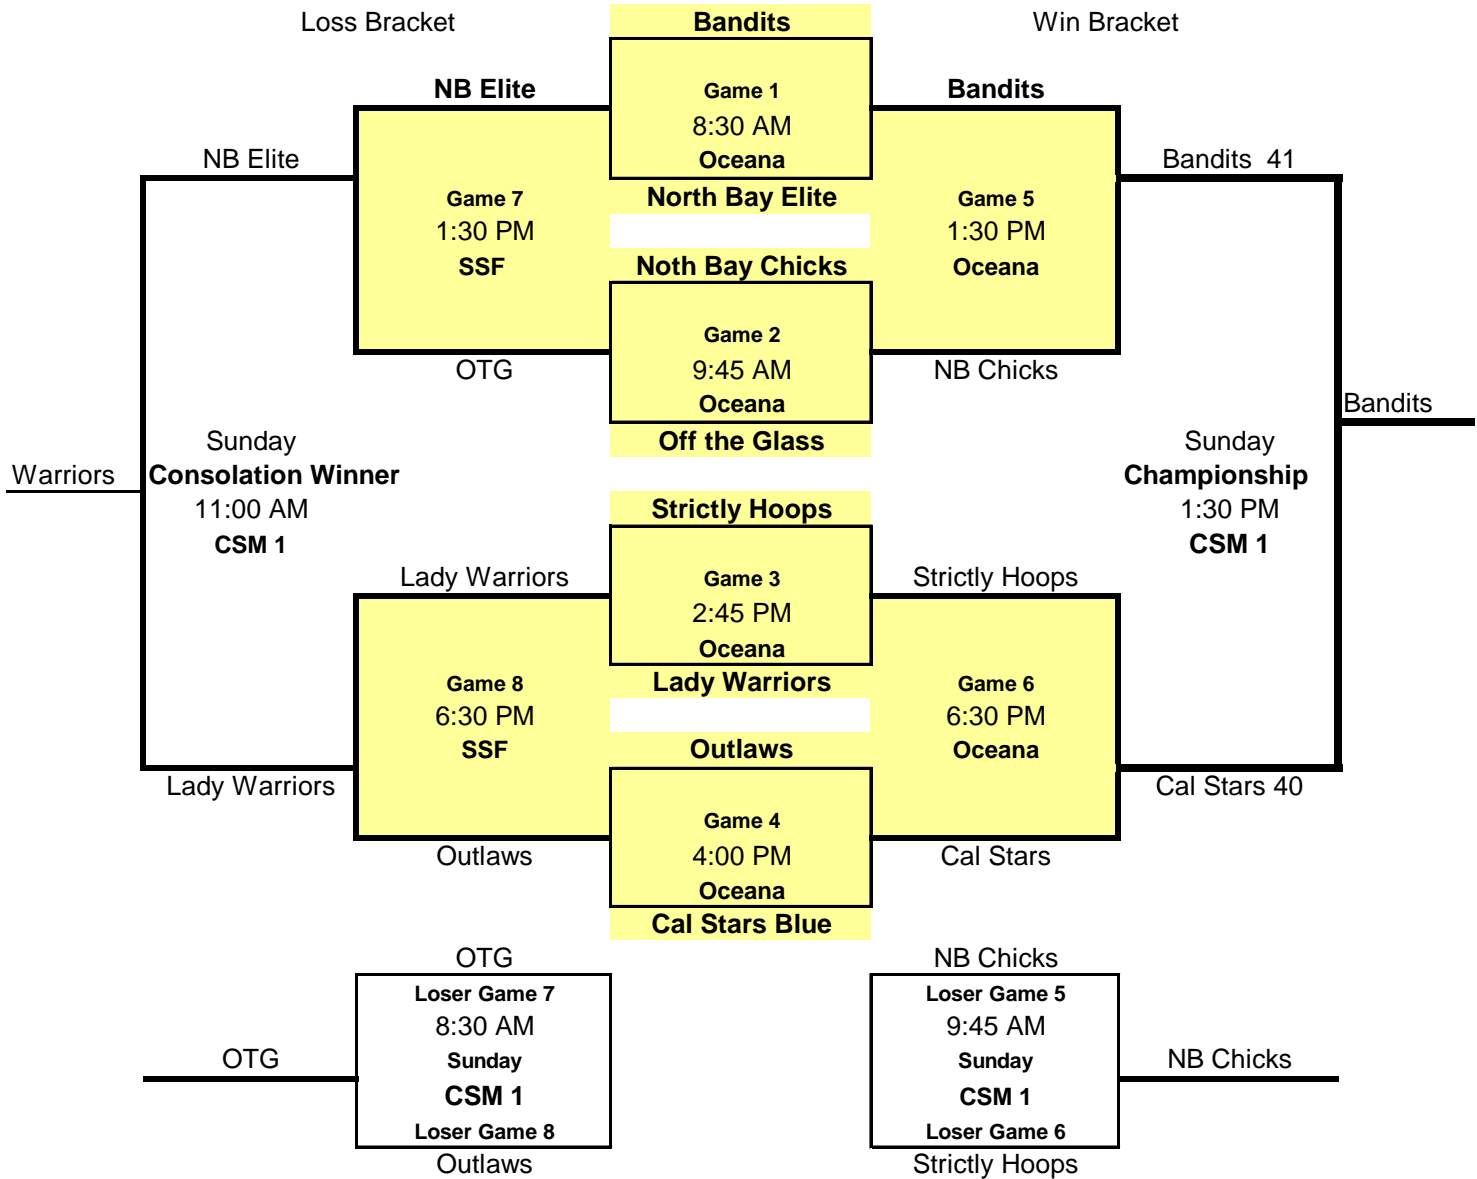 Loss Bracket
Bandits
Win Bracket
NB Elite
Game 1
Bandits
8:30 AM
NB Elite
Oceana
Bandits 41
Game 7
North Bay Elite
Game 5
1:30 PM
1:30 PM
SSF
Noth Bay Chicks
Oceana
Game 2
OTG
9:45 AM
NB Chicks
Oceana
Bandits
Sunday
Off the Glass
Sunday
Warriors
Consolation Winner
Championship
11:00 AM
Strictly Hoops
1:30 PM
CSM 1
CSM 1
Lady Warriors
Game 3
Strictly Hoops
2:45 PM
Oceana
Game 8
Lady Warriors
Game 6
6:30 PM
6:30 PM
SSF
Outlaws
Oceana
Lady Warriors
Cal Stars 40
Game 4
Outlaws
4:00 PM
Cal Stars
Oceana
Cal Stars Blue
OTG
NB Chicks
Loser Game 7
Loser Game 5
8:30 AM
9:45 AM
OTG
Sunday
Sunday
NB Chicks
CSM 1
CSM 1
Loser Game 8
Loser Game 6
Outlaws
Strictly Hoops